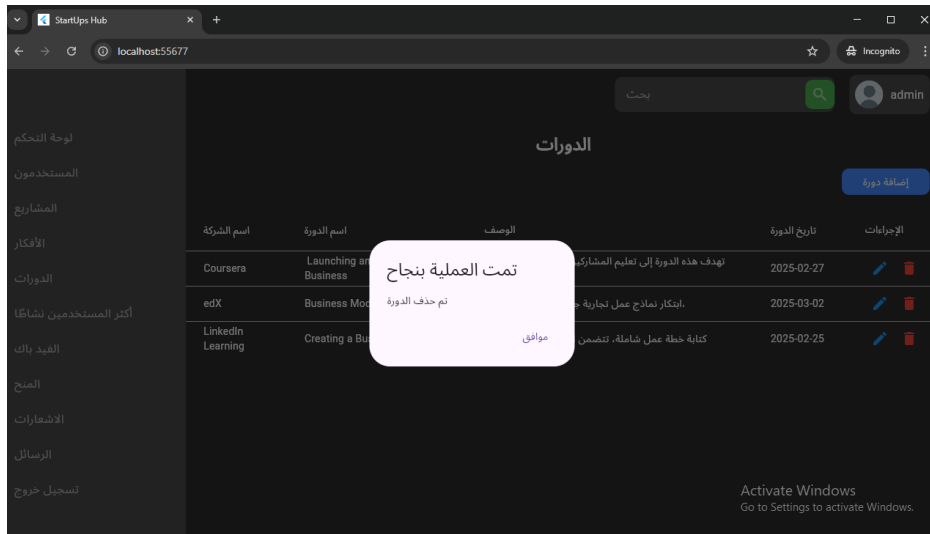 StartUps Hub
localhost:55677
Incognito
بحث
admin
لوحة التحكم
المستخدمون
المشاريع
الأفكار
الدورات
أكثر المستخدمين نشاطًا
الفيد باك
المنح
الاشعارات
الرسائل
تسجيل خروج
الدورات
إضافة دورة
اسم الشركة
اسم الدورة
الوصف
تاريخ الدورة
الإجراءات
Coursera
Launching an
Business
تهدف هذه الدورة إلى تعليم
2025-02-27
edX
Business Mod
ابتكار نماذج عمل تجارية
2025-03-02
LinkedIn
Learning
Creating a Bu
كتابة خطة عمل شاملة، تتضمن
2025-02-25
تمت العملية بنجاح
تم حذف الدورة
موافق
Activate Windows
Go to Settings to activate Windows.